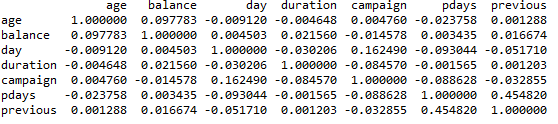 age balance day duration campaign pdays previous
age 1.000000 0.097783 -0.009120 -0.004648 0.004760 -0.023758 0.001288
balance 0.097783 1.000000 0.004503 0.021560 -0.014578 0.003435 0.016674
day -0.009120 0.004503 1.000000 -0.030206 0.162490 -0.093044 -0.051710
duration -0.004648 0.021560 -0.030206 1.000000 -0.084570 -0.001565 0.001203
campaign 0.004760 -0.014578 0.162490 -0.084570 1.000000 -0.088628 -0.032855
pdays -0.023758 0.003435 -0.093044 -0.001565 -0.088628 1.000000 0.454820
previous 0.001288 0.016674 -0.051710 0.001203 -0.032855 0.454820 1.000000